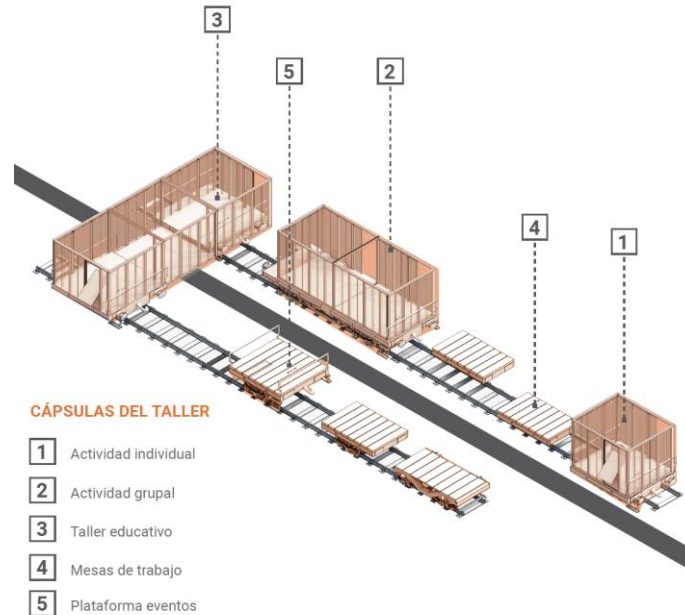 3
5
2
4
1
CÁPSULAS DEL TALLER
1 Actividad individual
2 Actividad grupal
3 Taller educativo
4 Mesas de trabajo
5 Plataforma eventos